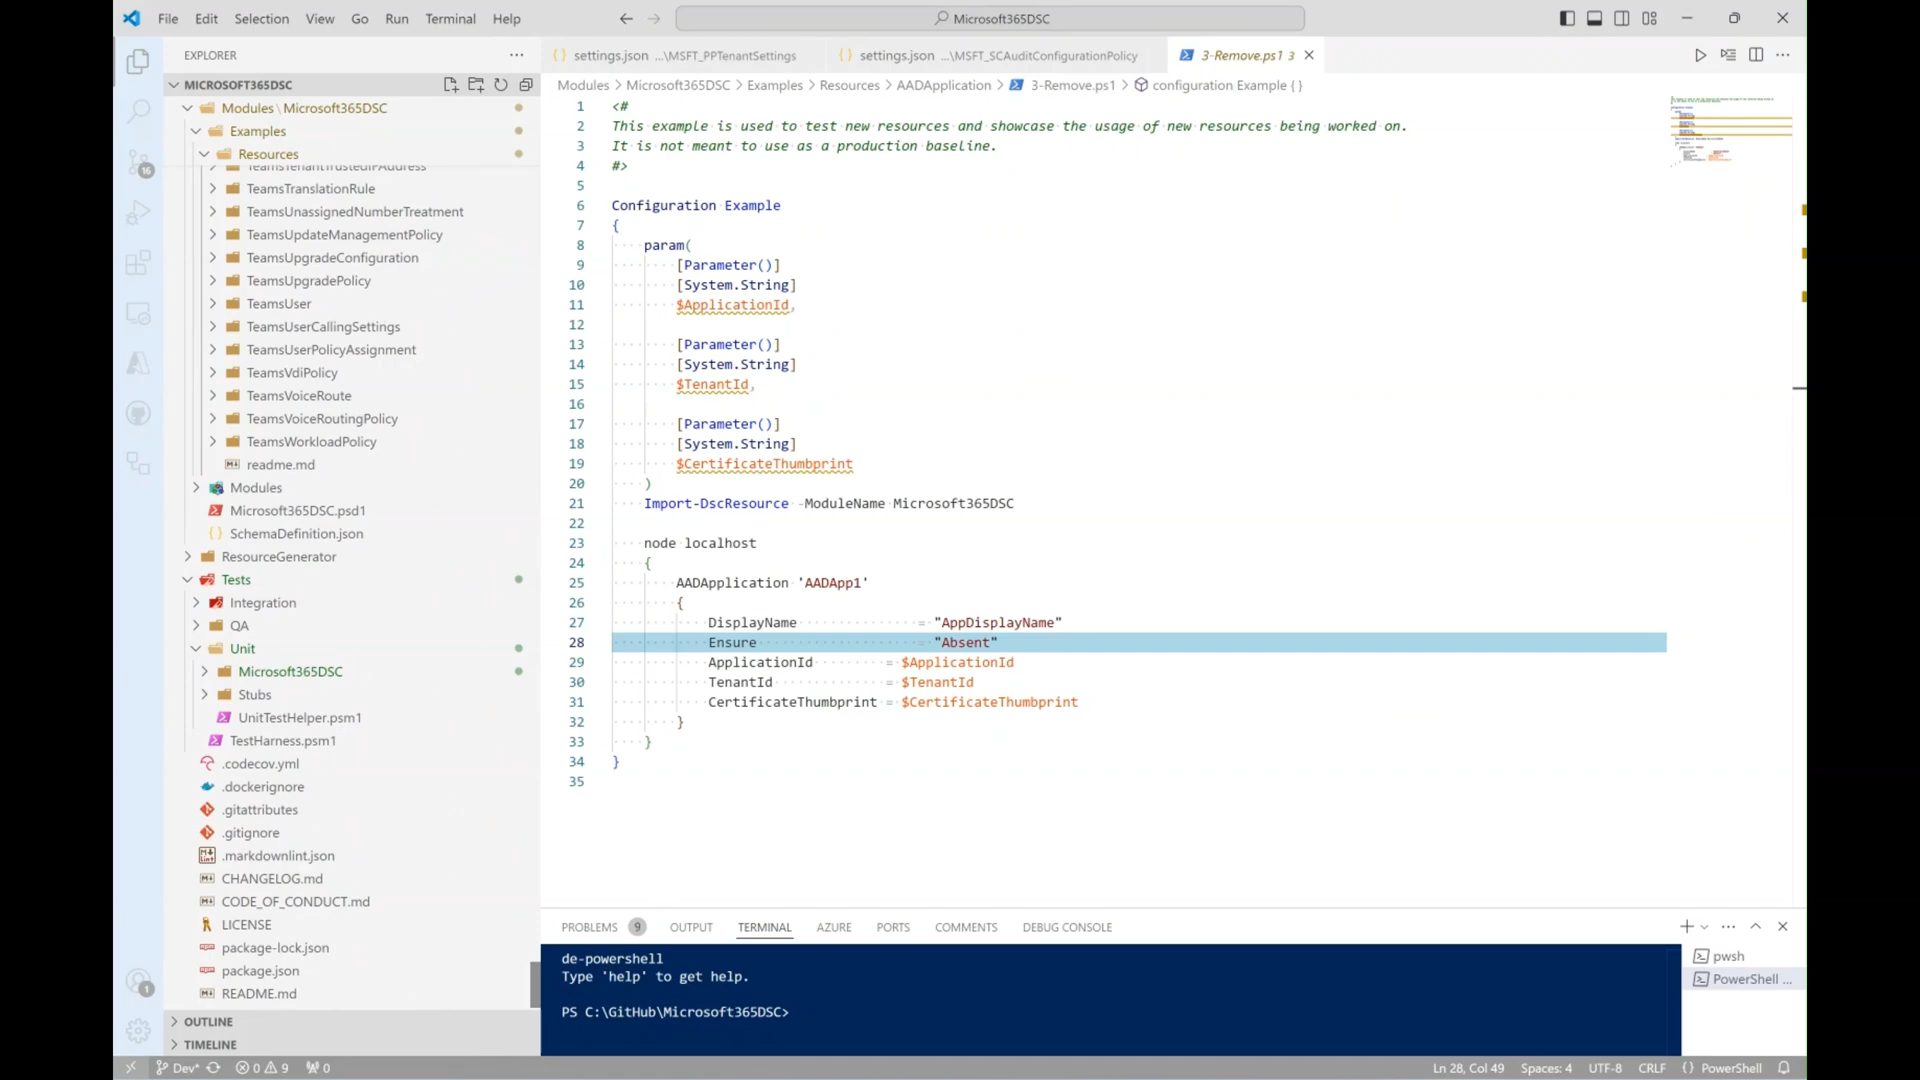 File Edit Selection View Go Run Terminal Help
Microsoft365DSC
EXPLORER
MICROSOFT365DSC
Modules\Microsoft365DSC
Examples
Resources
TeamsTenantTrustedIPAddress
TeamsTranslationRule
TeamsUnassignedNumberTreatment
TeamsUpdateManagementPolicy
TeamsUpgradeConfiguration
TeamsUpgradePolicy
TeamsUser
TeamsUserCallingSettings
TeamsUserPolicyAssignment
TeamsVdiPolicy
TeamsVoiceRoute
TeamsVoiceRoutingPolicy
TeamsWorkloadPolicy
readme.md
Modules
Microsoft365DSC.psd1
SchemaDefinition.json
ResourceGenerator
Tests
Integration
QA
Unit
Microsoft365DSC
Stubs
UnitTestHelper.psm1
TestHarness.psm1
.codecov.yml
.dockerignore
.gitattributes
.gitignore
.markdownlint.json
CHANGELOG.md
CODE_OF_CONDUCT.md
LICENSE
package-lock.json
package.json
README.md
OUTLINE
TIMELINE
16
1
settings.json ...\MSFT_PPTenantSettings
settings.json ...\MSFT_SCAuditConfigurationPolicy
3-Remove.ps1 3
Modules > Microsoft365DSC > Examples > Resources > AADApplication > 3-Remove.ps1 > configuration Example { }
1 <#
2 This example is used to test new resources and showcase the usage of new resources being worked on.
3 It is not meant to use as a production baseline.
4 #>
5
6 Configuration Example
7 {
8 param(
9 [Parameter()]
10 [System.String]
11 $ApplicationId,
12
13 [Parameter()]
14 [System.String]
15 $TenantId,
16
17 [Parameter()]
18 [System.String]
19 $CertificateThumbprint
20 )
21 Import-DscResource -ModuleName Microsoft365DSC
22
23 node localhost
24 {
25 AADApplication 'AADApp1'
26 {
27 DisplayName = "AppDisplayName"
28 Ensure = "Absent"
29 ApplicationId = $ApplicationId
30 TenantId = $TenantId
31 CertificateThumbprint = $CertificateThumbprint
32 }
33 }
34 }
35
PROBLEMS 9 OUTPUT TERMINAL AZURE PORTS COMMENTS DEBUG CONSOLE
de-powershell
Type 'help' to get help.
PS C:\GitHub\Microsoft365DSC>
pwsh
PowerShell ...
Dev* 0 9 0
Ln 28, Col 49 Spaces: 4 UTF-8 CRLF { } PowerShell